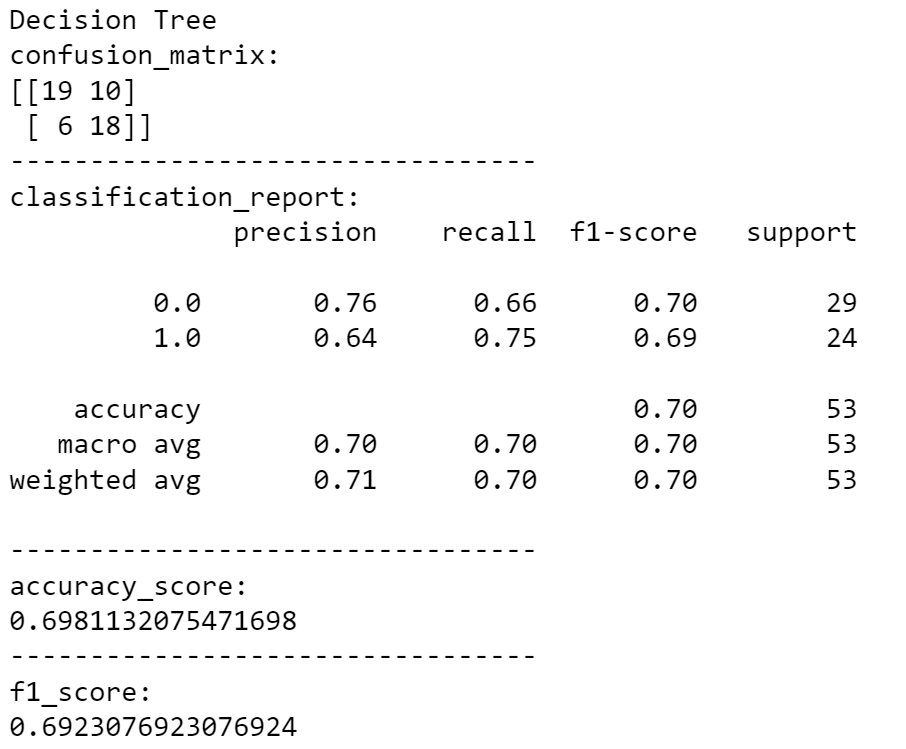 Decision Tree
confusion_matrix:
[[19 10]
 [ 6 18]]
---------------------------------
classification_report:
              precision    recall  f1-score   support

         0.0       0.76      0.66      0.70        29
         1.0       0.64      0.75      0.69        24

    accuracy                           0.70        53
   macro avg       0.70      0.70      0.70        53
weighted avg       0.71      0.70      0.70        53

---------------------------------
accuracy_score:
0.6981132075471698
---------------------------------
f1_score:
0.6923076923076924